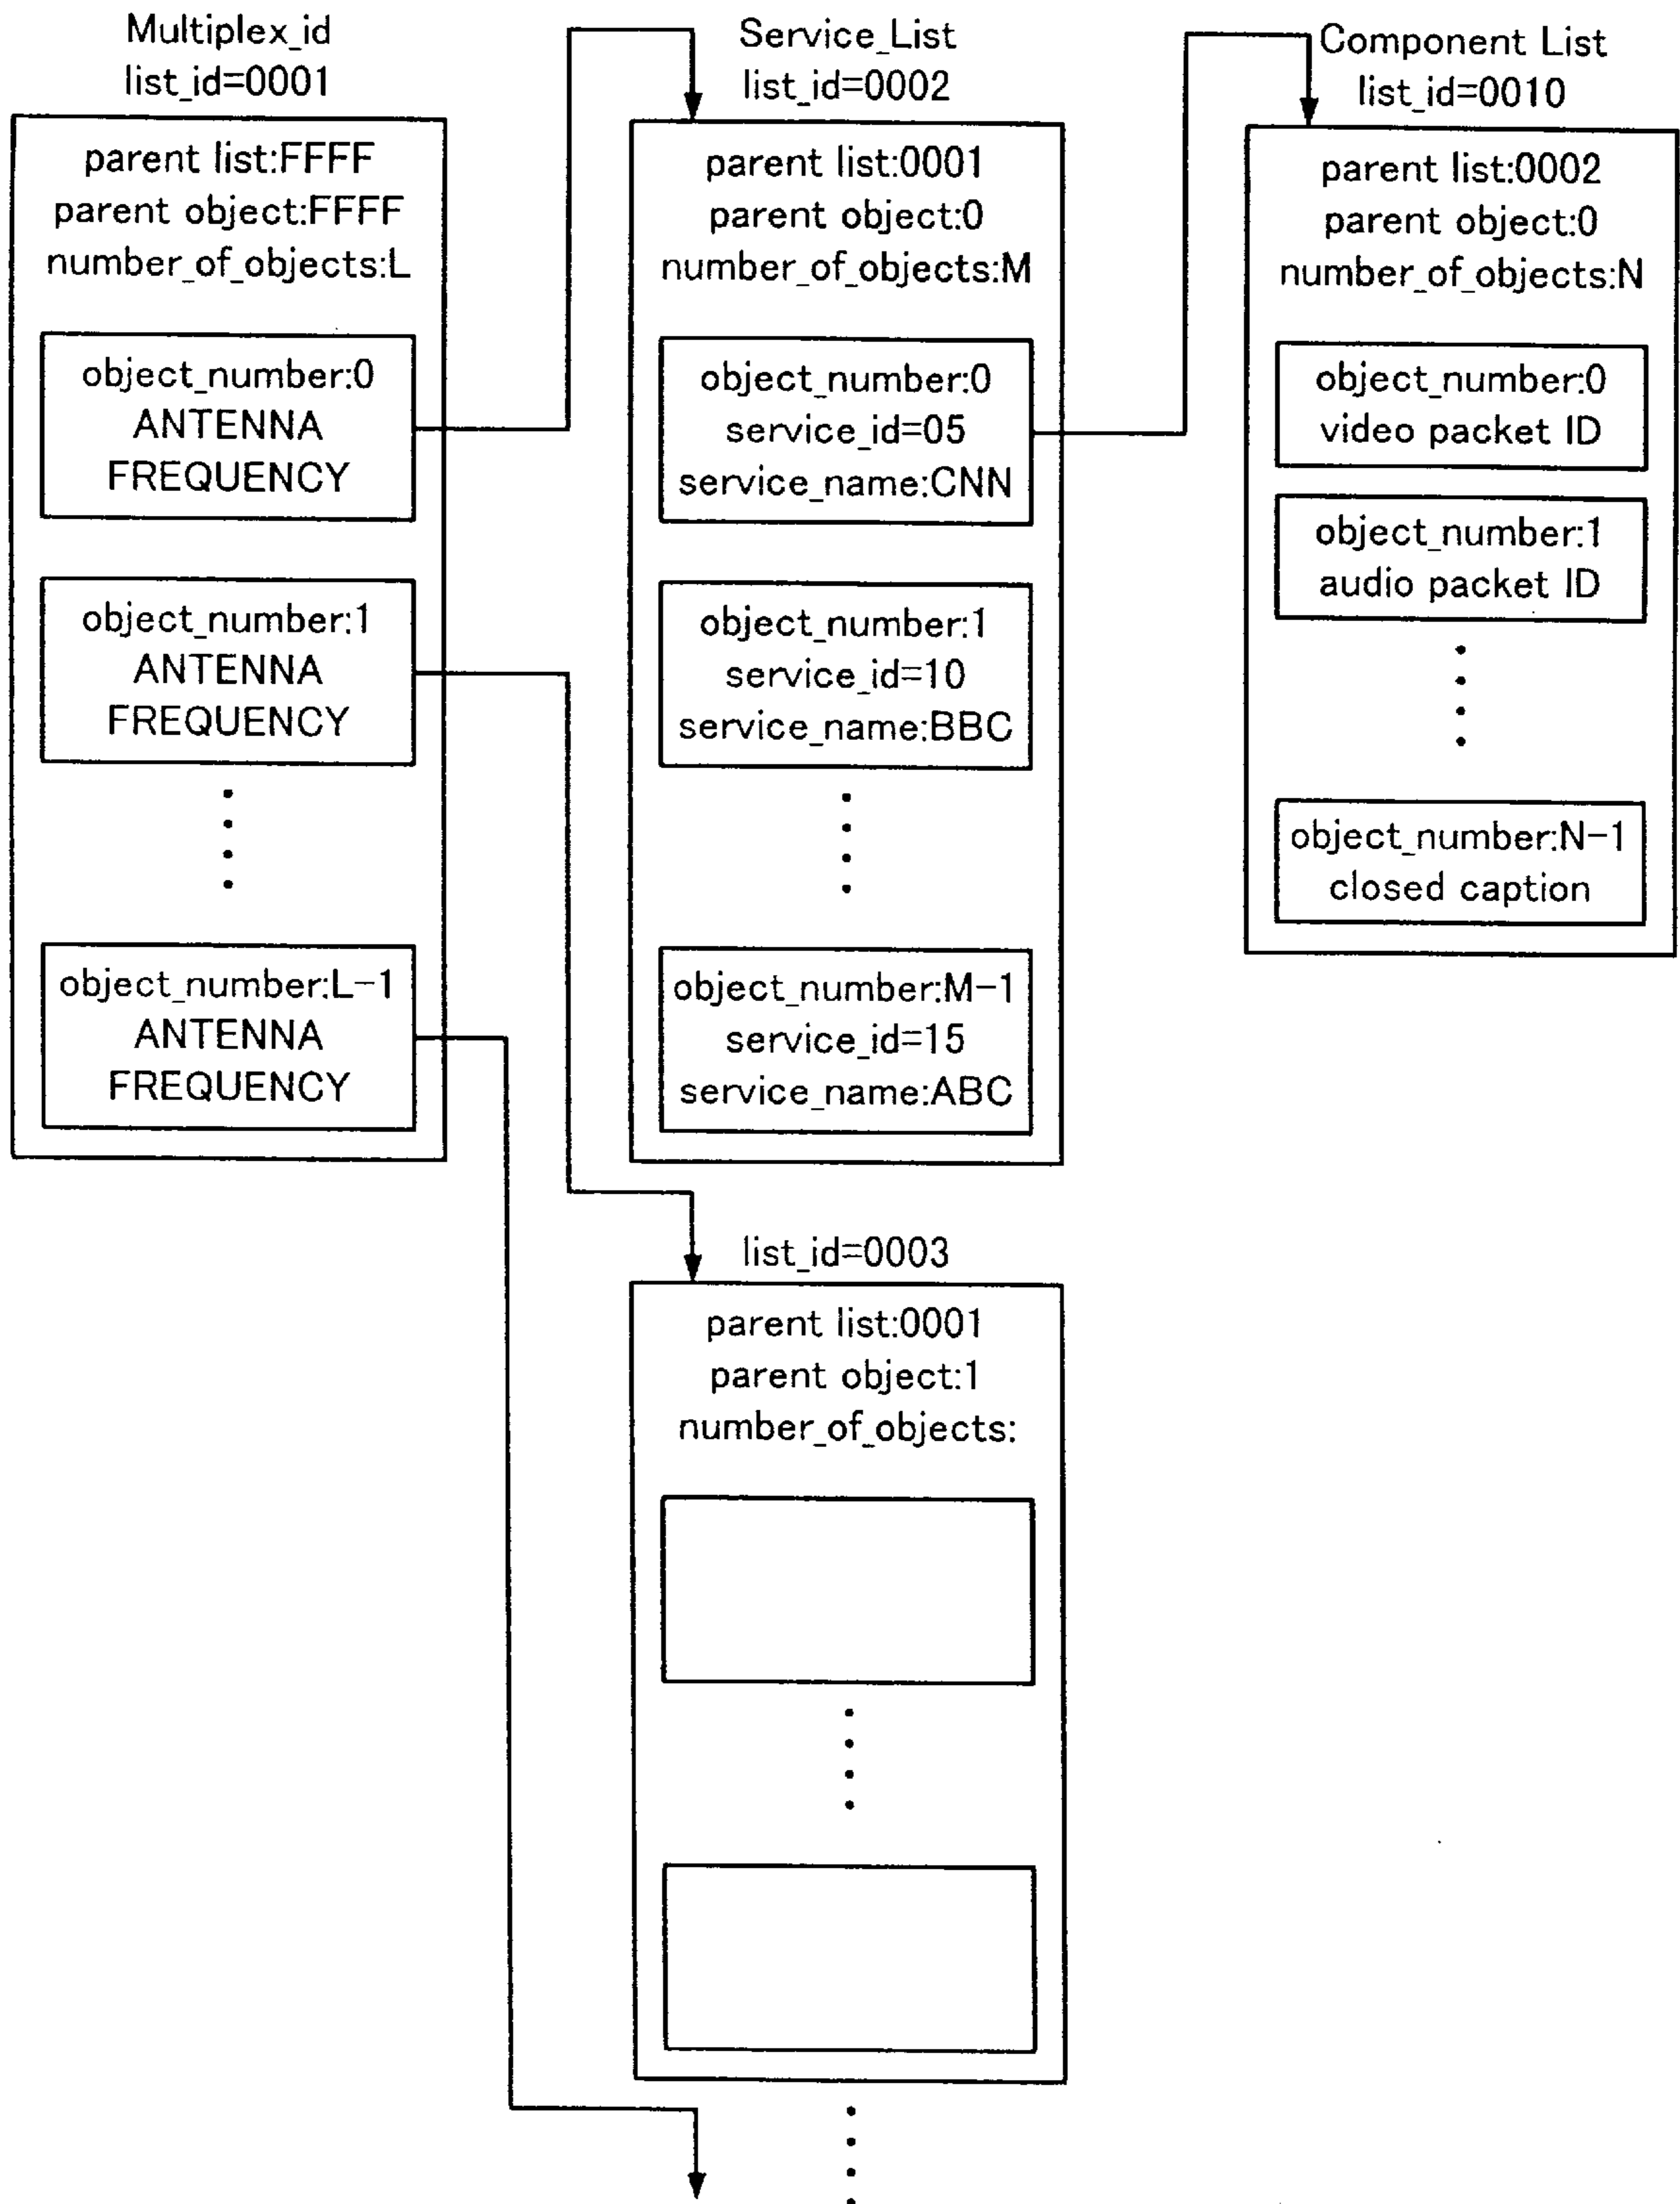 Multiplex_id
list_id=0001
parent list:FFFF
parent object:FFFF
number_of_objects:L
object_number:0
ANTENNA
FREQUENCY
object_number:1
ANTENNA
FREQUENCY
object_number:L-1
ANTENNA
FREQUENCY
Service_List
list_id=0002
parent list:0001
parent object:0
number_of_objects:M
object_number:0
service_id=05
service_name:CNN
object_number:1
service_id=10
service_name:BBC
object_number:M-1
service_id=15
service_name:ABC
list_id=0003
parent list:0001
parent object:1
number_of_objects:
Component List
list_id=0010
parent list:0002
parent object:0
number_of_objects:N
object_number:0
video packet ID
object_number:1
audio packet ID
object_number:N-1
closed caption